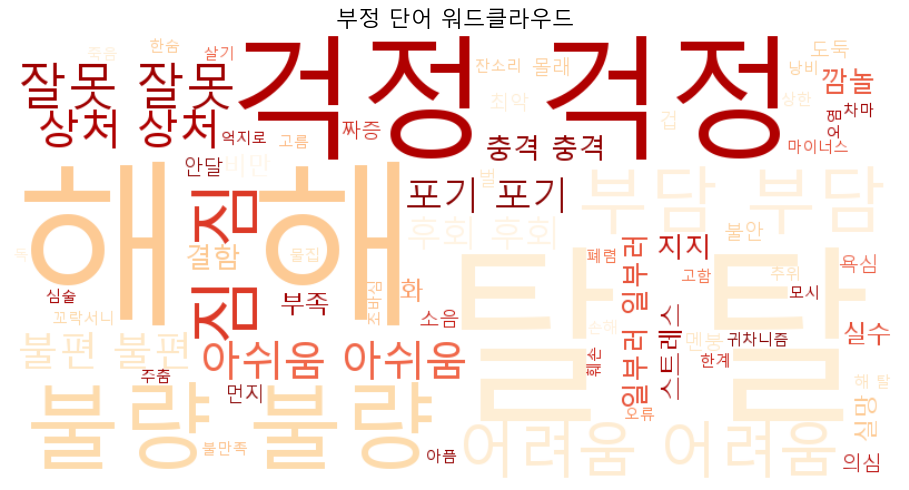 부정 단어 워드클라우드
죽음
한숨
살기
잘못 잘못
걱정 걱정
잔소리
몰래
도둑
낭비
깜놀
상한
차마
어쩜
최악
겁
마이너스
상처 상처
억지로
고름
짜증
충격 충격
안달
비만
벌
포기 포기
부담 부담
해 해
짐 짐
후회 후회
불안
결함
물집
폐렴
일부러 일부러
지지
고함
주위
욕심
모시
독
심술
꼬락서니
부족
조바심
화
소음
탈 탈
손해
스트레스
멘붕
귀차니즘
실수
불편 불편
아쉬움 아쉬움
훼손
한계
해 탈
주춤
먼지
오류
실망
불량 불량
불만족
아픔
어려움 어려움
의심